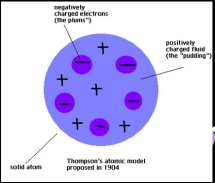 negatively
charged electrons
(the "plums")
positively
charged fluid
(the "pudding")
solid atom
Thompson's atomic model
proposed in 1904